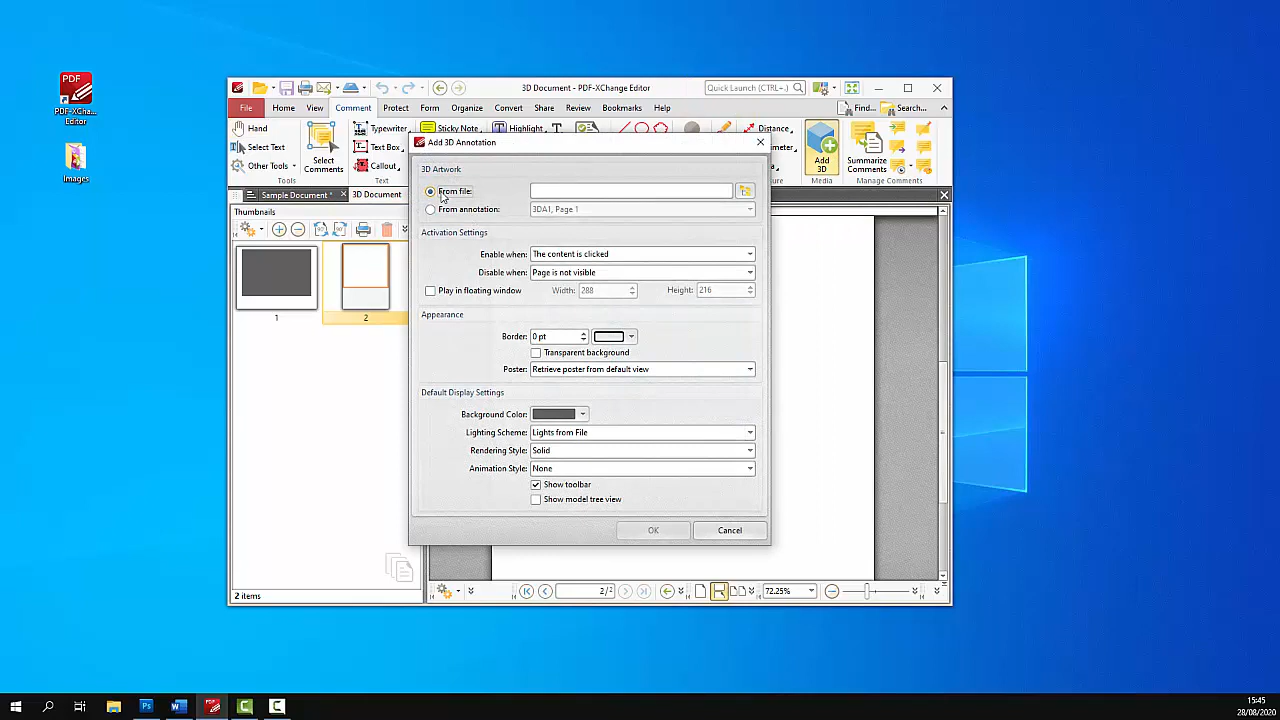 PDF
PDF-XCha...
Editor
Images
3D Document - PDF-XChange Editor
Quick Launch (CTRL+.)
File Home View Comment Protect Form Organize Convert Share Review Bookmarks Help
Find... Search...
Hand
Select Text
Other Tools
Tools
Select
Comments
Typewriter
Text Box
Callout
Text
Sticky Note
Highlight
Distance
Add
3D
Media
Summarize
Comments
Sample Document *
3D Document
Thumbnails
1
2
2 items
Add 3D Annotation
3D Artwork
From file:
From annotation: 3DA1, Page 1
Activation Settings
Enable when: The content is clicked
Disable when: Page is not visible
Play in floating window Width: 288 Height: 216
Appearance
Border: 0 pt
Transparent background
Poster: Retrieve poster from default view
Default Display Settings
Background Color:
Lighting Scheme: Lights from File
Rendering Style: Solid
Animation Style: None
Show toolbar
Show model tree view
OK Cancel
2/2
72.25%
15:45
28/08/2020